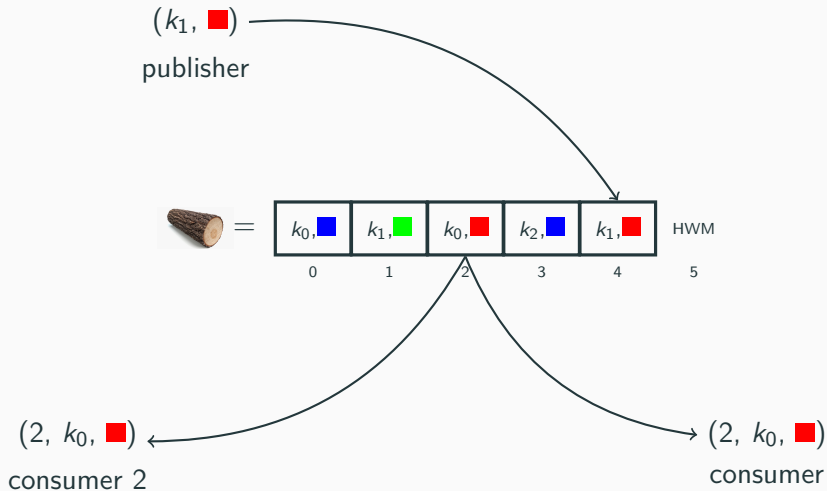 (k₁, )
publisher
= k₀, k₁, k₀, k₂, k₁, HWM
0 1 2 3 4 5
(2, k₀, ) (2, k₀, )
consumer 2 consumer